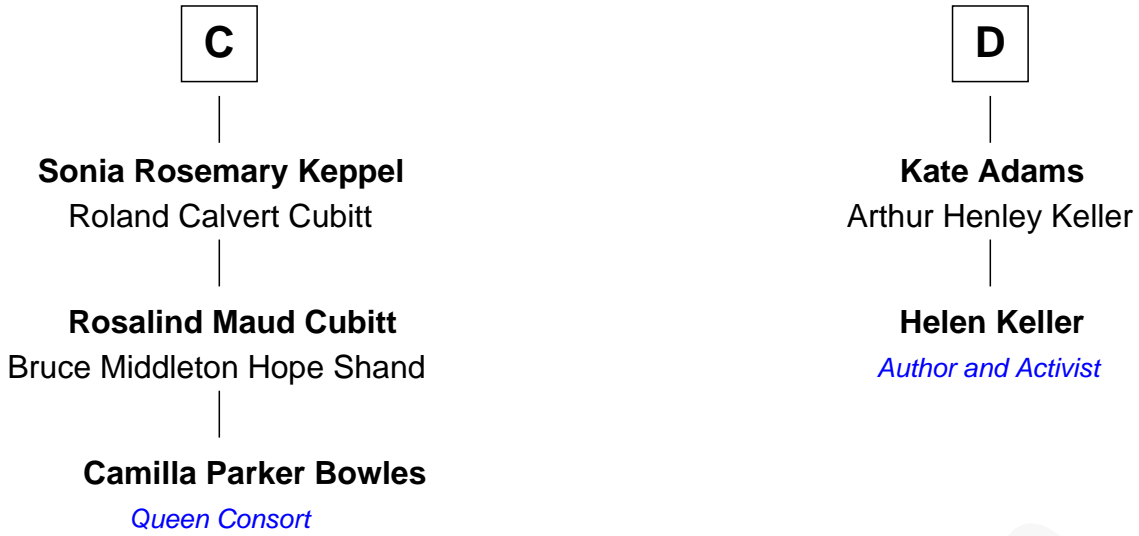 C
Sonia Rosemary Keppel
Roland Calvert Cubitt
Rosalind Maud Cubitt
Bruce Middleton Hope Shand
Camilla Parker Bowles
Queen Consort
D
Kate Adams
Arthur Henley Keller
Helen Keller
Author and Activist